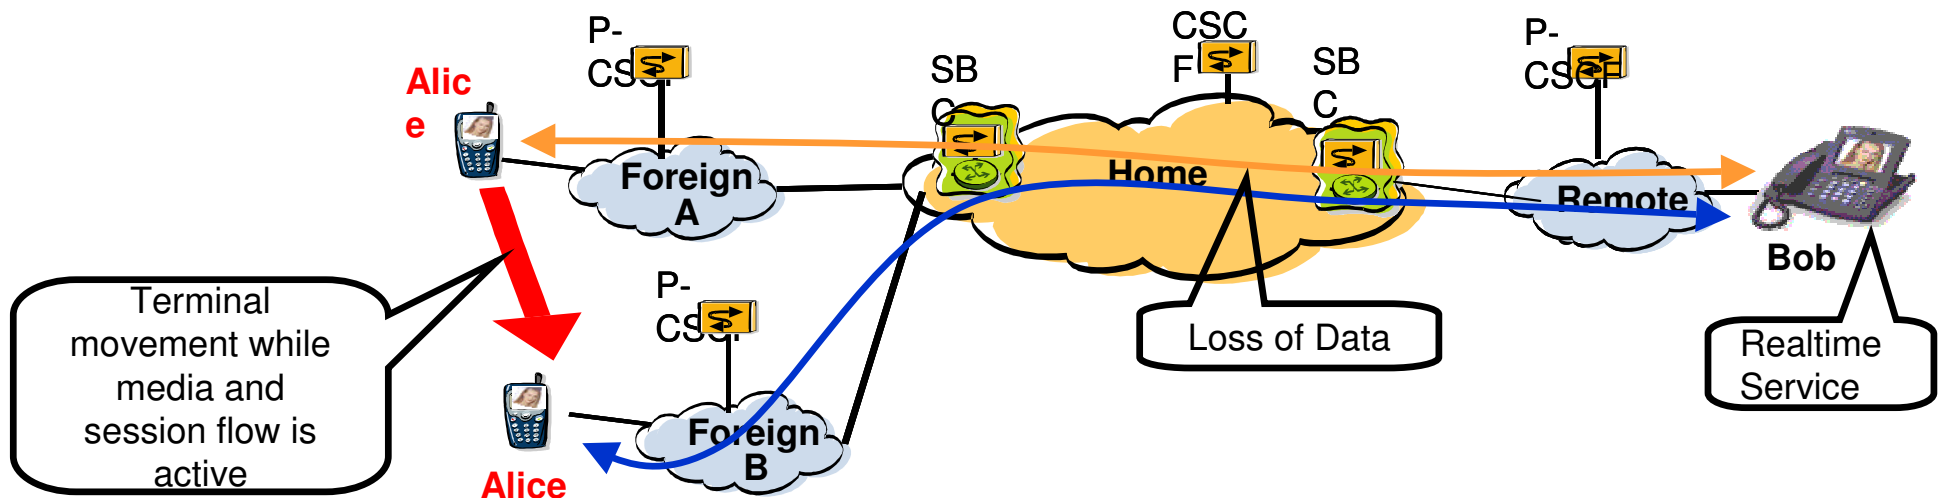 P-
CSCF
Alic
e
SB
C
CSC
F
SB
C
P-
CSCF
Foreign
A
Home
Remote
Bob
Terminal
movement while
media and
session flow is
active
P-
CSCF
Loss of Data
Realtime
Service
Foreign
B
Alice